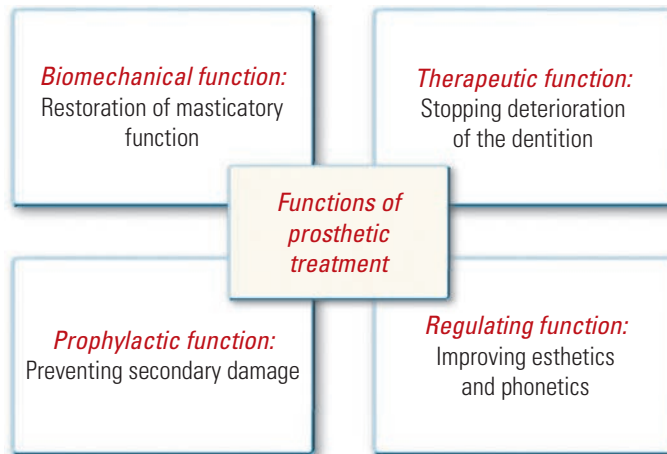 Biomechanical function:
Restoration of masticatory
function
Therapeutic function:
Stopping deterioration
of the dentition
Functions of
prosthetic
treatment
Prophylactic function:
Preventing secondary damage
Regulating function:
Improving esthetics
and phonetics